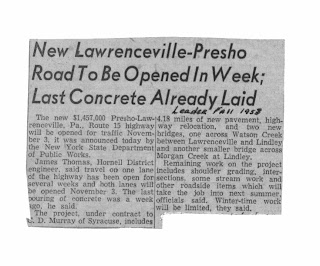 New Lawrenceville-Presho
Road To Be Opened In Week;
Last Concrete Already Laid
Leader Fall 1958
The new $1,457,000 Presho-Law-
renceville, Pa., Route 15 highway
will be opened for traffic Novem-
ber 3, it was announced today by
the New York State Department
of Public Works.
James Thomas, Hornell District
engineer, said travel on one lane
of the highway has been open for
several weeks and both lanes will
be opened November 3. The last
pouring of concrete was a week
ago, he said.
The project, under contract to
D. Murray of Syracuse, includes
4.18 miles of new pavement, high-
way relocation, and two new
bridges, one across Watson Creek
between Lawrenceville and Lindley
and another smaller bridge across
Morgan Creek at Lindley.
Remaining work on the project
includes shoulder grading, inter-
sections, some stream work and
other roadside items which will
take the job into next summer,
officials said. Winter-time work
will be limited, they said.